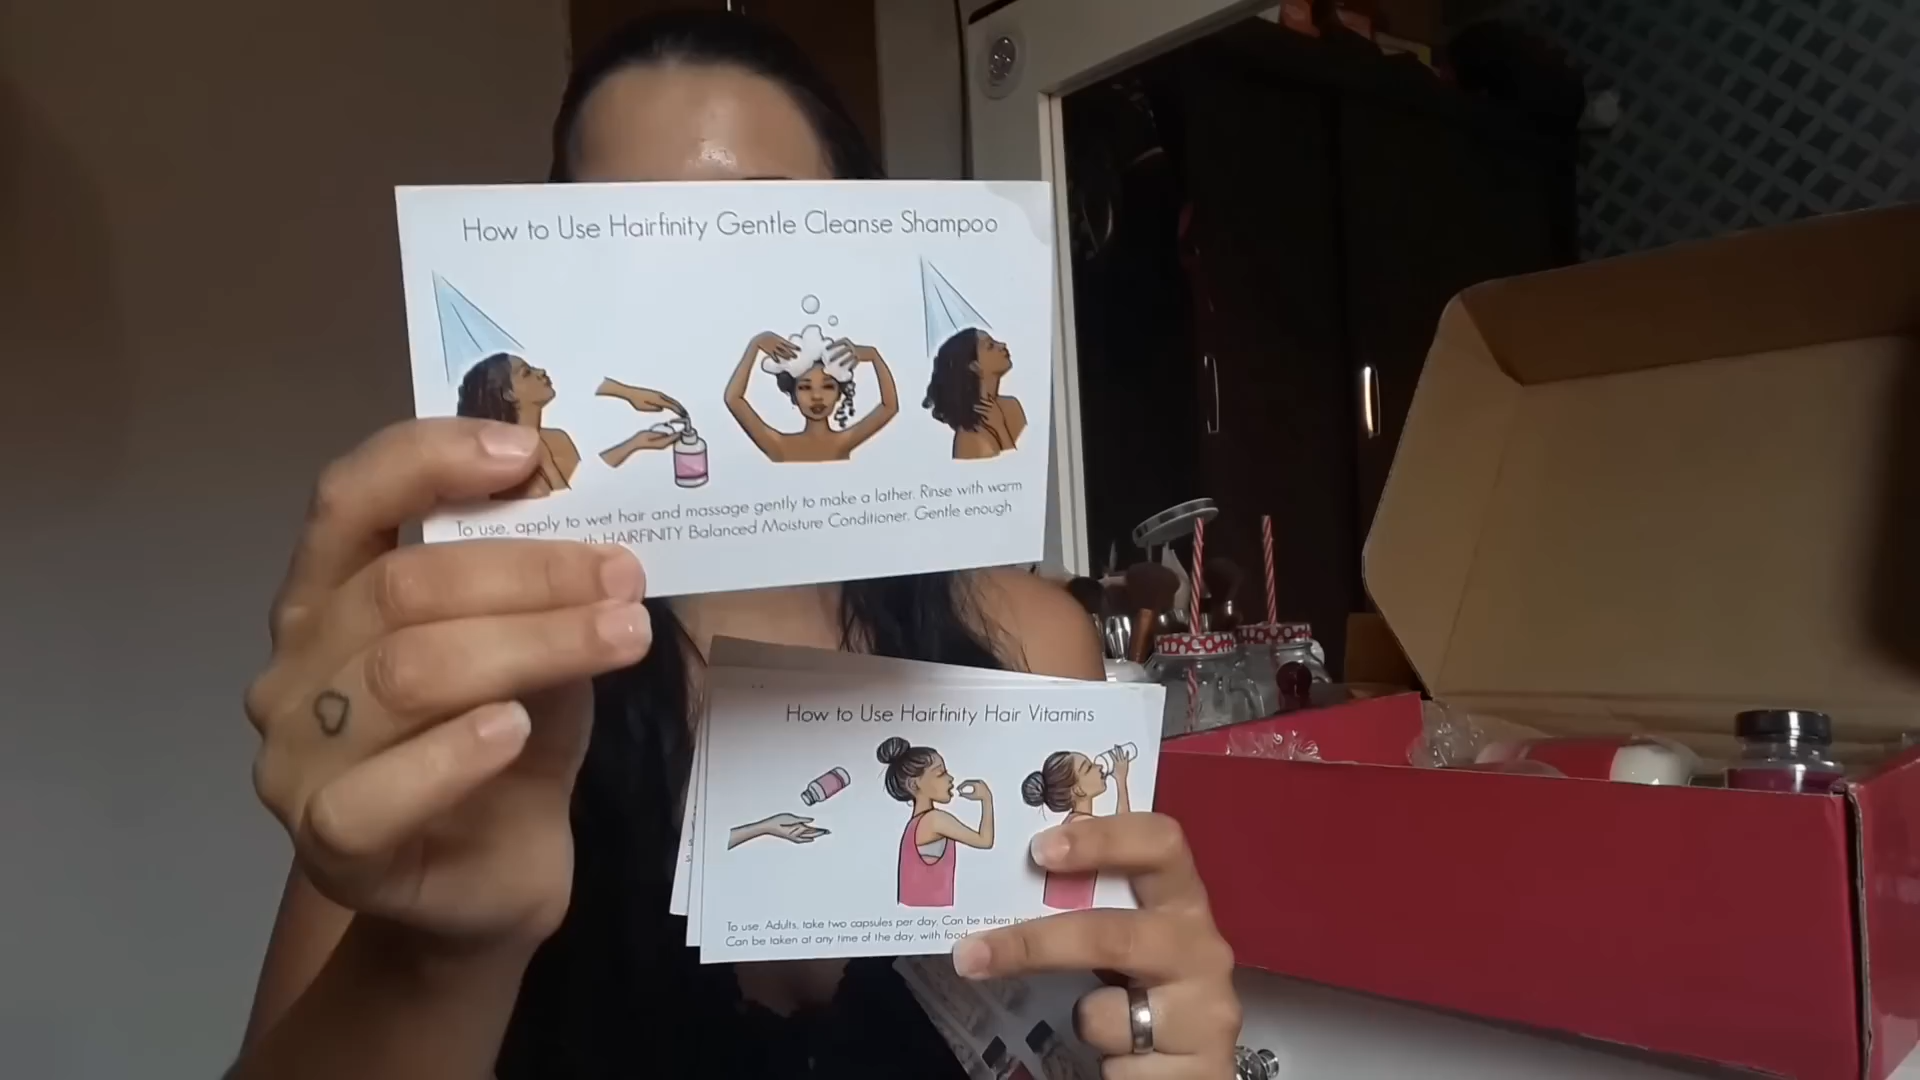 How to Use Hairfinity Gentle Cleanse Shampoo
To use, apply to wet hair and massage gently to make a lather. Rinse with warm
HAIRFINITY Balanced Moisture Conditioner. Gentle enough
How to Use Hairfinity Hair Vitamins
To use: Adults, take two capsules per day. Can be taken
Can be taken at any time of the day, with food